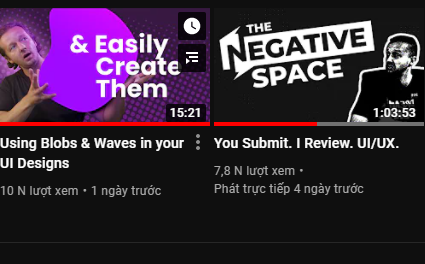 & Easily
Create
Them
15:21
THE
NEGATIVE
SPACE
1:03:53
Using Blobs & Waves in your
UI Designs
10 N lượt xem • 1 ngày trước
You Submit. I Review. UI/UX.
7,8 N lượt xem •
Phát trực tiếp 4 ngày trước